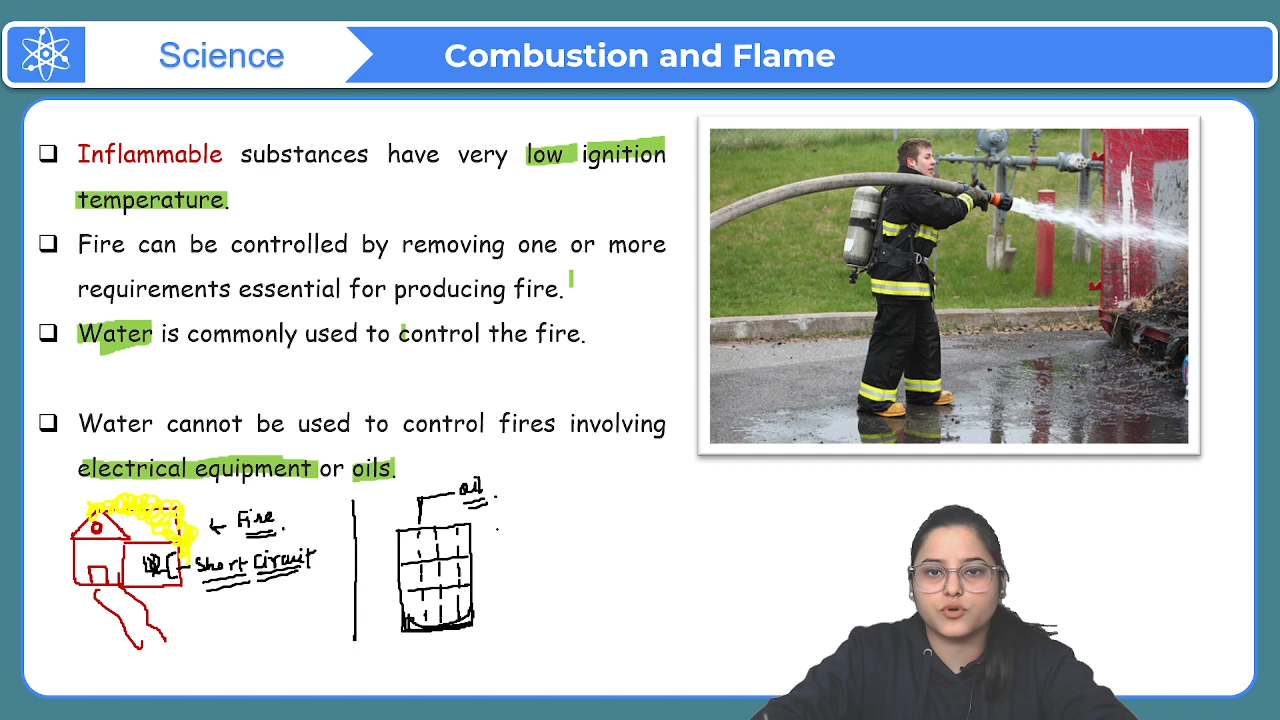 Science
Combustion and Flame
Inflammable substances have very low ignition
temperature.
Fire can be controlled by removing one or more
requirements essential for producing fire.
Water is commonly used to control the fire.
Water cannot be used to control fires involving
electrical equipment or oils.
oil.
← Fire.
Short Circuit